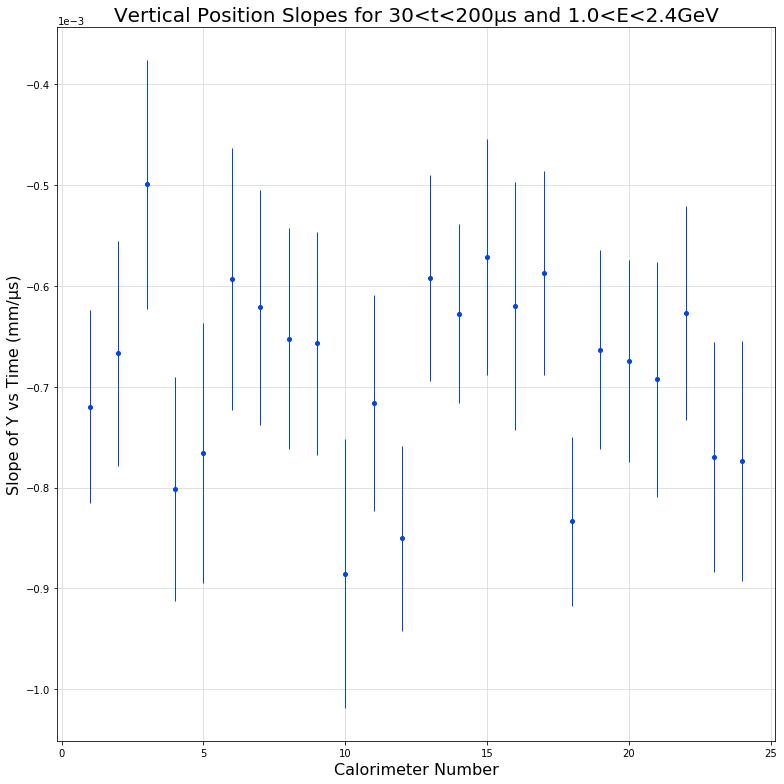 Vertical Position Slopes for 30<t<200μs and 1.0<E<2.4GeV
1e−3
−0.4
−0.5
−0.6
−0.7
−0.8
−0.9
−1.0
Slope of Y vs Time (mm/μs)
0 5 10 15 20 25
Calorimeter Number